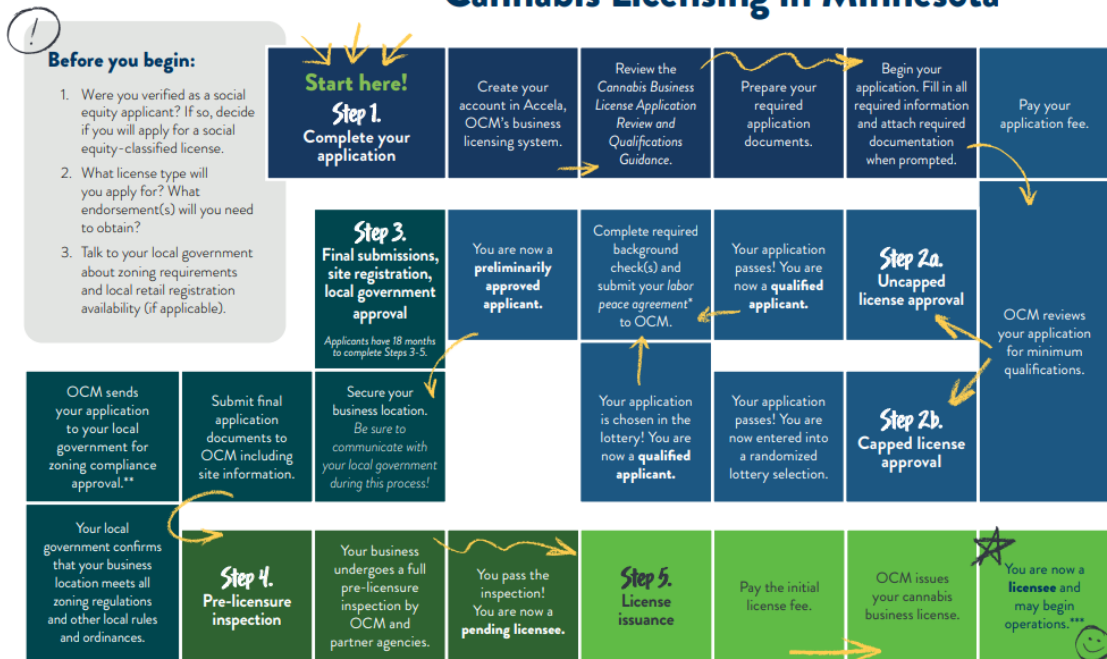 Cannabis Licensing in Minnesota
!
Before you begin:
1. Were you verified as a social
equity applicant? If so, decide
if you will apply for a social
equity-classified license.
2. What license type will
you apply for? What
endorsement(s) will you need
to obtain?
3. Talk to your local government
about zoning requirements
and local retail registration
availability (if applicable).
Start here!
Step 1.
Complete your
application
Create your
account in Accela,
OCM's business
licensing system.
Review the
Cannabis Business
License Application
Review and
Qualifications
Guidance.
Prepare your
required
application
documents.
Begin your
application. Fill in all
required information
and attach required
documentation
when prompted.
Pay your
application fee.
OCM reviews
your application
for minimum
qualifications.
Step 2a.
Uncapped
license approval
Your application
passes! You are
now a qualified
applicant.
Complete required
background
check(s) and
submit your labor
peace agreement*
to OCM.
You are now a
preliminarily
approved
applicant.
Step 2b.
Capped license
approval
Your application
passes! You are
now entered into
a randomized
lottery selection.
Your application
is chosen in the
lottery! You are
now a qualified
applicant.
Step 3.
Final submissions,
site registration,
local government
approval
Applicants have 18 months
to complete Steps 3-5.
Secure your
business location.
Be sure to
communicate with
your local government
during this process!
Submit final
application
documents to
OCM including
site information.
OCM sends
your application
to your local
government for
zoning compliance
approval.**
Your local
government confirms
that your business
location meets all
zoning regulations
and other local rules
and ordinances.
Step 4.
Pre-licensure
inspection
Your business
undergoes a full
pre-licensure
inspection by
OCM and
partner agencies.
You pass the
inspection!
You are now a
pending licensee.
Step 5.
License
issuance
Pay the initial
license fee.
OCM issues
your cannabis
business license.
You are now a
licensee and
may begin
operations.***